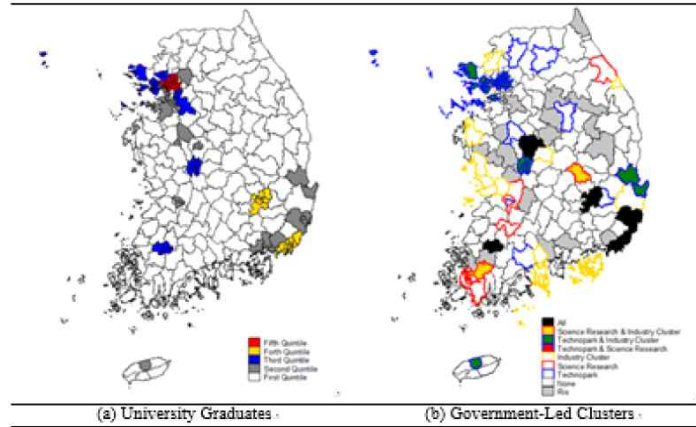 Fifth Quintile
Forth Quintile
Third Quintile
Second Quintile
First Quintile
All
Science Research & Industry Cluster
Technopark & Industry Cluster
Technopark & Science Research
Industry Cluster
Science Research
Technopark
None
Ris
(a) University Graduates
(b) Government-Led Clusters